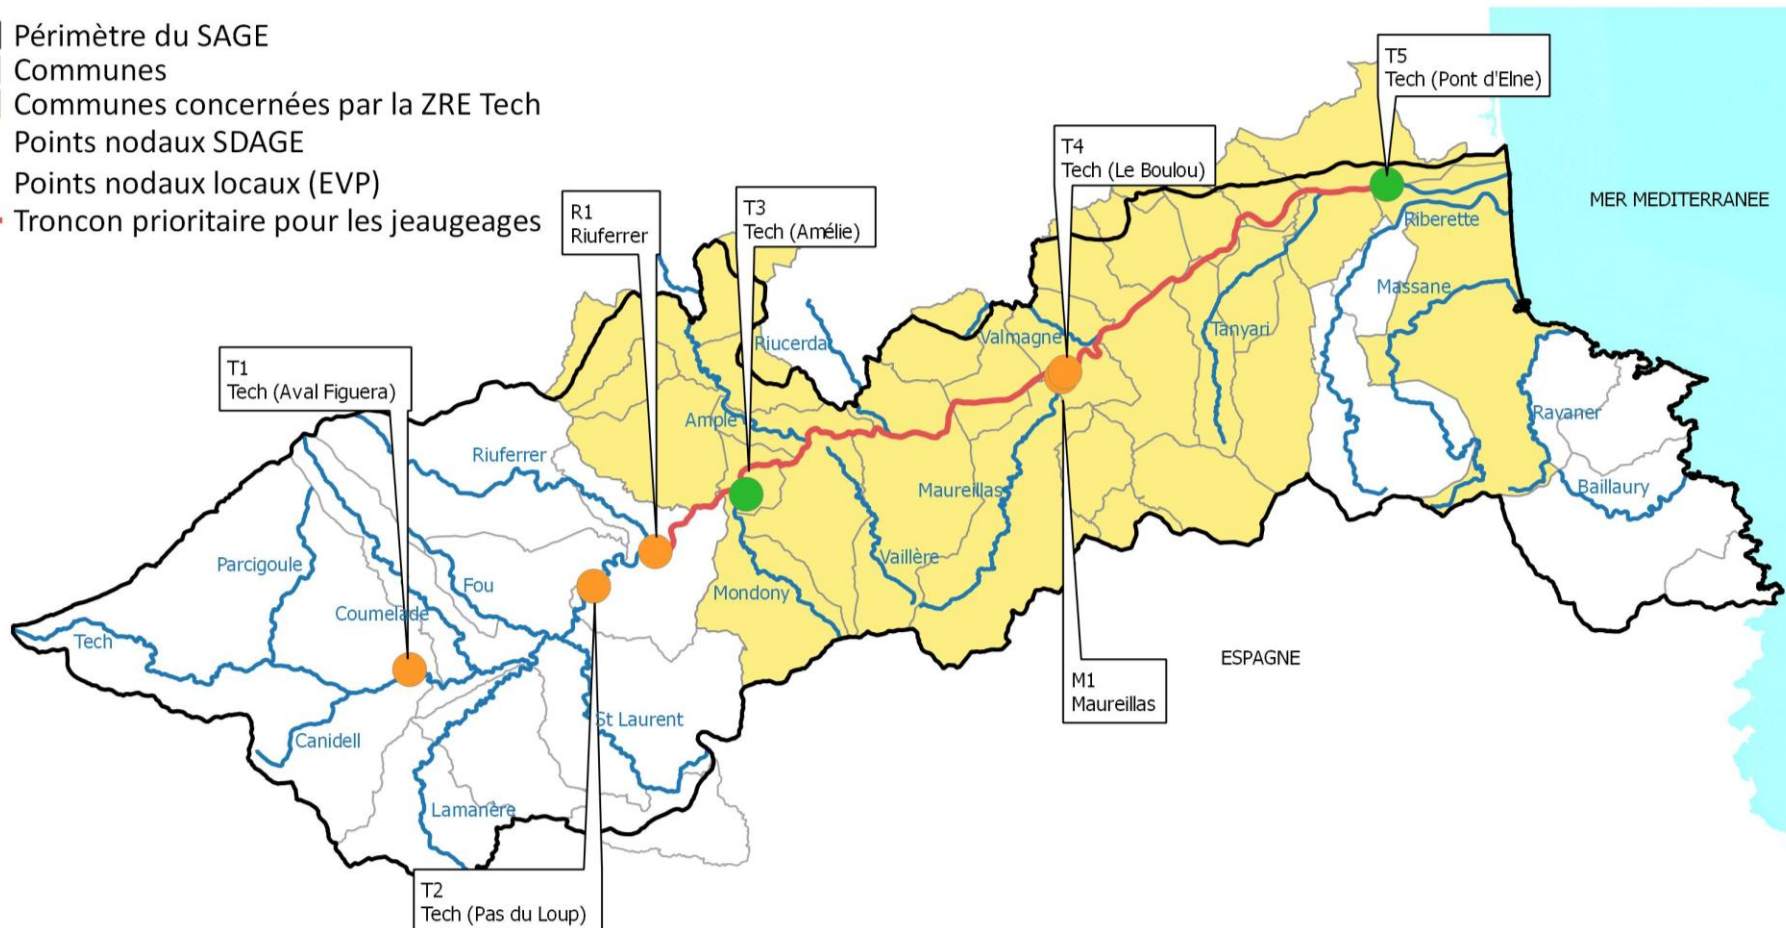 Périmètre du SAGE
Communes
Communes concernées par la ZRE Tech
Points nodaux SDAGE
Points nodaux locaux (EVP)
Troncon prioritaire pour les jeaugeages
T5
Tech (Pont d'Elne)
T4
Tech (Le Boulou)
MER MEDITERRANEE
R1
Riuferrer
T3
Tech (Amélie)
Riberette
Massane
Tanyari
Valmagne
Riucerda
T1
Tech (Aval Figuera)
Ample
Ravaner
Riuferrer
Maureillas
Baillaury
Parcigoule
Vaillère
Fou
Mondony
Coumelade
Tech
ESPAGNE
M1
Maureillas
St Laurent
Canidell
Lamanère
T2
Tech (Pas du Loup)